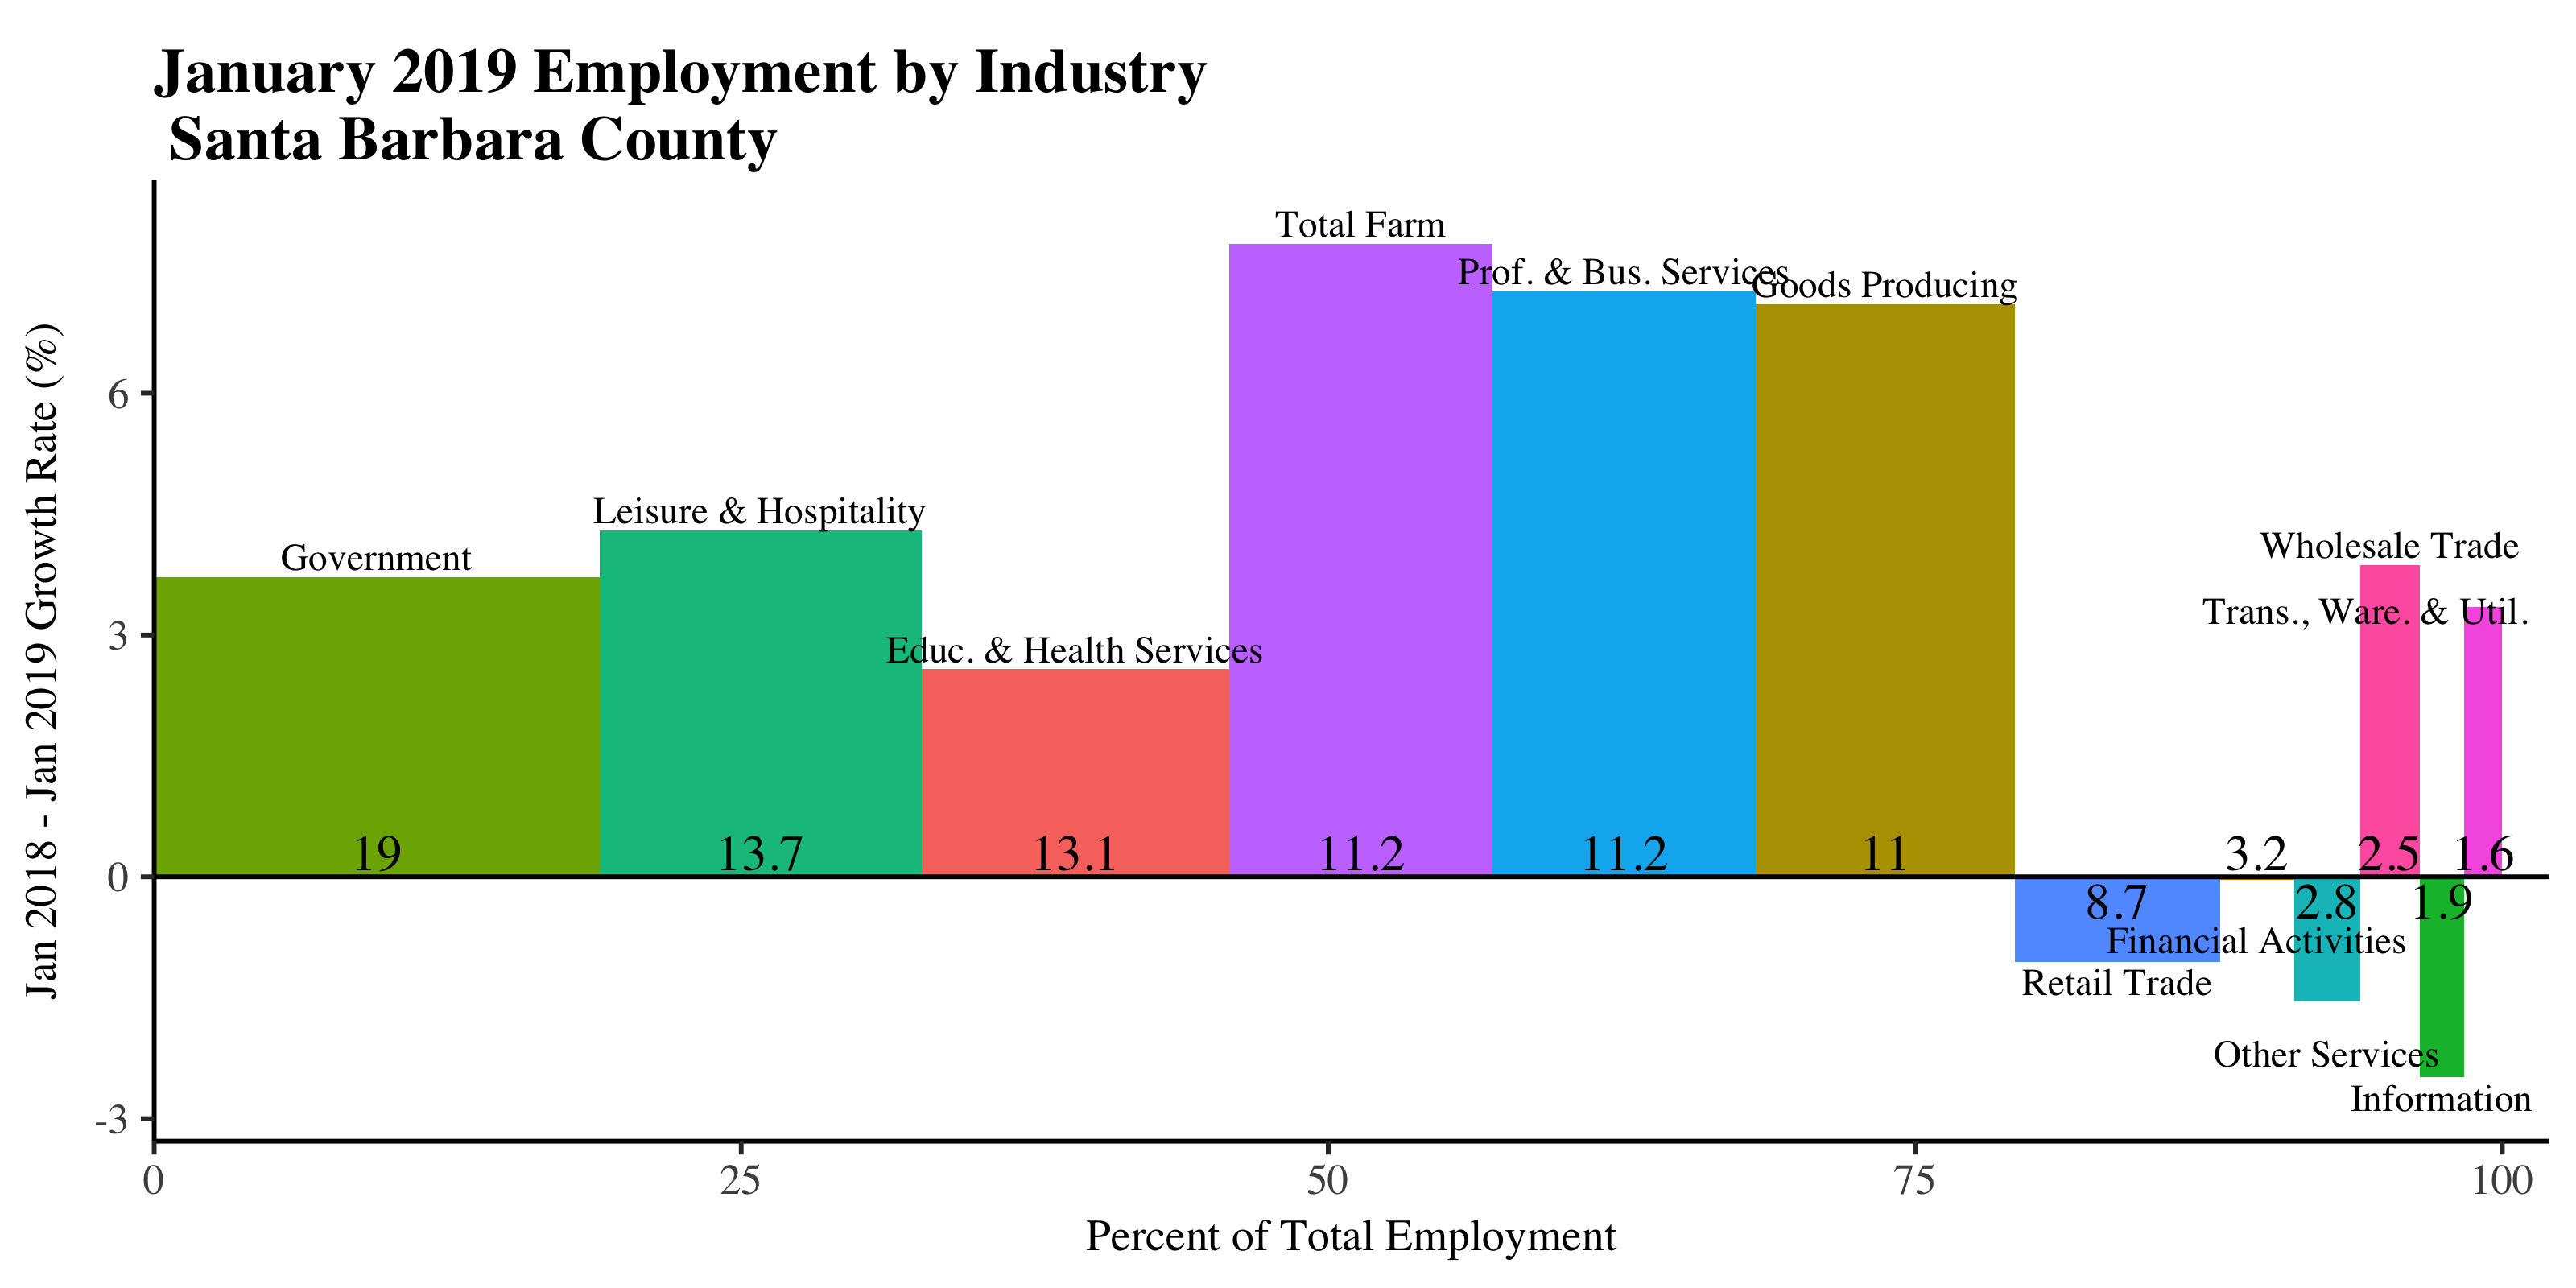 January 2019 Employment by Industry
Santa Barbara County
Jan 2018 - Jan 2019 Growth Rate (%)
6
3
0
-3
Total Farm
Prof. & Bus. Services
Goods Producing
Leisure & Hospitality
Government
Educ. & Health Services
Wholesale Trade
Trans., Ware. & Util.
19
13.7
13.1
11.2
11.2
11
3.2
2.5
1.6
8.7
2.8
1.9
Financial Activities
Retail Trade
Other Services
Information
0
25
50
75
100
Percent of Total Employment